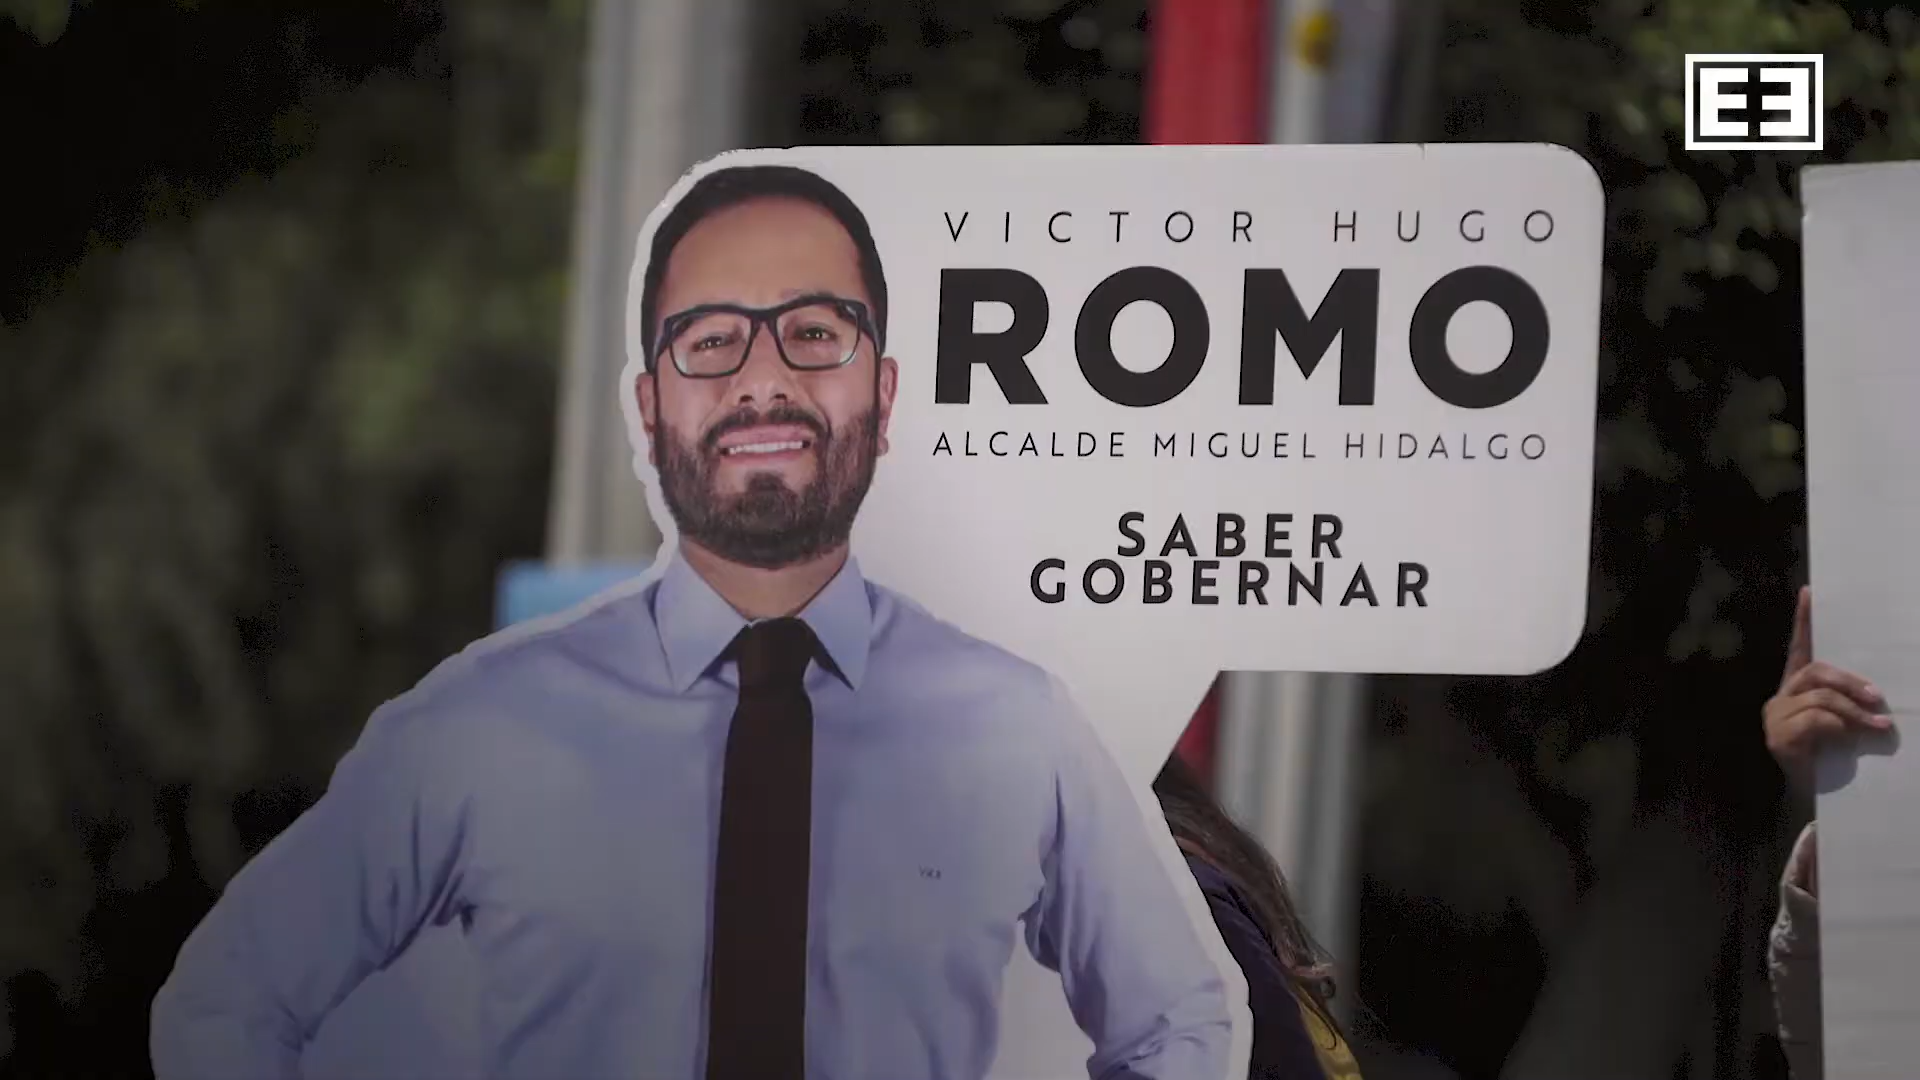 VICTOR HUGO
ROMO
ALCALDE MIGUEL HIDALGO
SABER
GOBERNAR